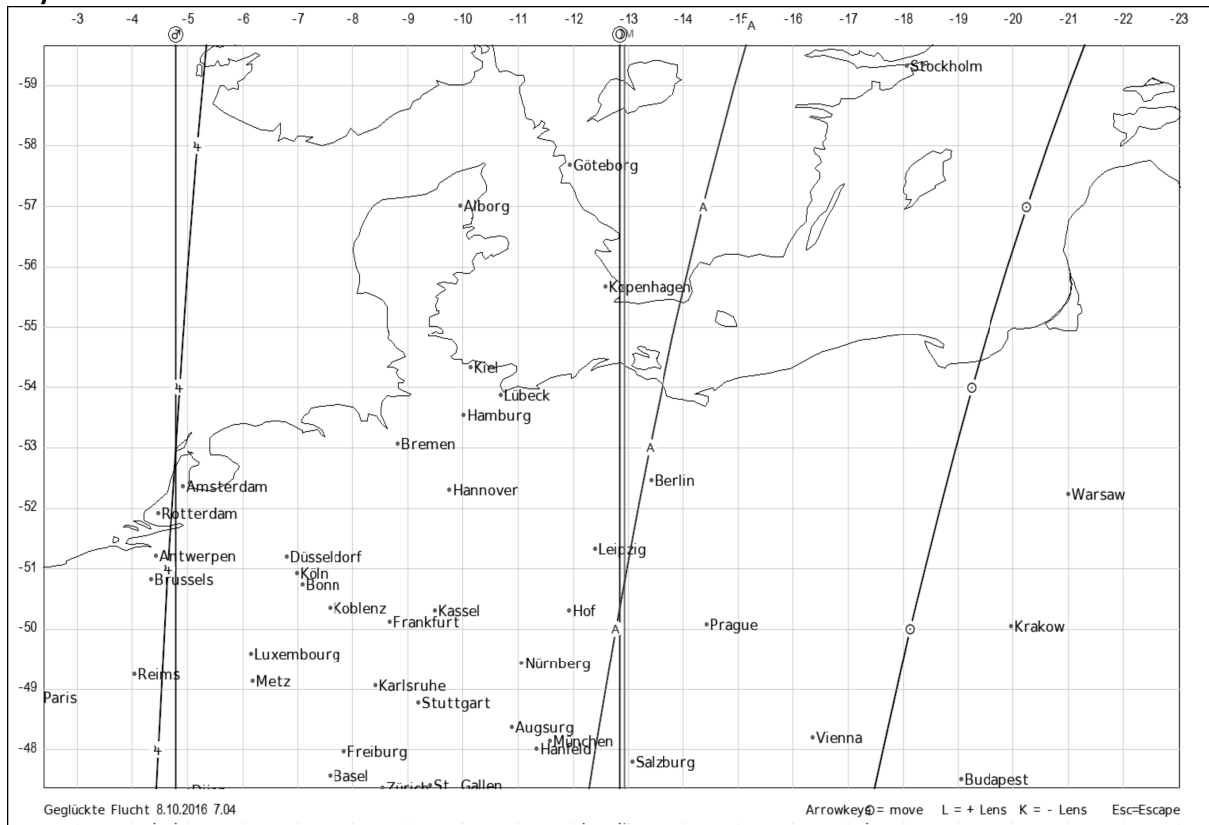 -3 -4 -5 -6 -7 -8 -9 -10 -11 -12 -13 -14 -15 -16 -17 -18 -19 -20 -21 -22 -23
A
-59 Stockholm
-58
Göteborg
-57 Alborg A
-56
Kopenhagen
-55
Kiel
-54
Lübeck
Hamburg
-53 Bremen A
Berlin
Amsterdam Hannover Warsaw
-52
Rotterdam
Antwerpen Düsseldorf Leipzig
-51
Brussels Köln
Bonn
Koblenz Kassel Hof
Frankfurt Prague Krakow
-50 A
Luxembourg Nürnberg
Reims Metz Karlsruhe
-49
Paris Stuttgart
Augsurg
München Vienna
-48 Freiburg Hanfeld
Salzburg
Basel Budapest
Zürich St. Gallen
Dijon
Geglückte Flucht 8.10.2016 7.04 Arrowkeys = move L = + Lens K = - Lens Esc=Escape